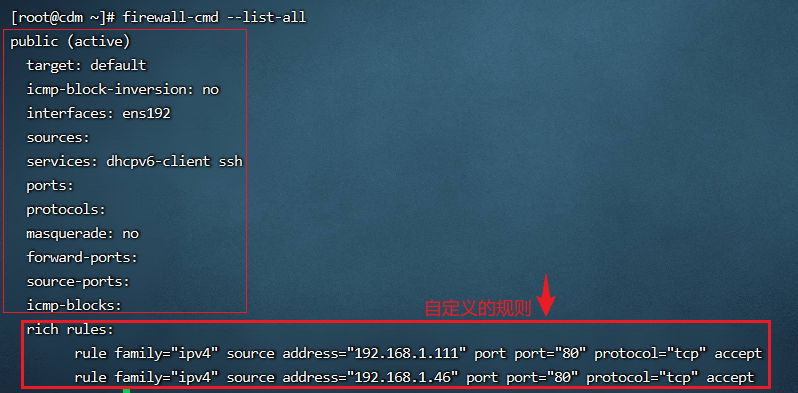 [root@cdm ~]# firewall-cmd --list-all
public (active)
target: default
icmp-block-inversion: no
interfaces: ens192
sources:
services: dhcpv6-client ssh
ports:
protocols:
masquerade: no
forward-ports:
source-ports:
icmp-blocks:
自定义的规则
rich rules:
rule family="ipv4" source address="192.168.1.111" port port="80" protocol="tcp" accept
rule family="ipv4" source address="192.168.1.46" port port="80" protocol="tcp" accept